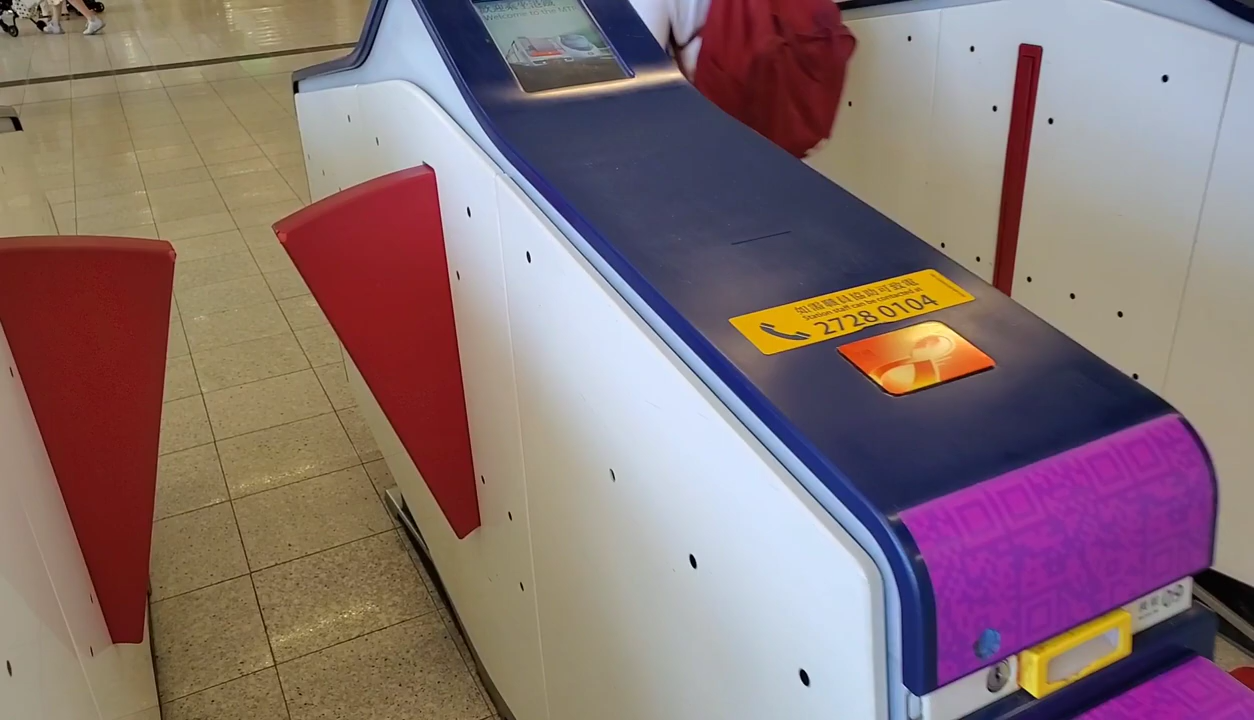 Welcome to the MTR
如需職員協助可致電
Station staff can be contacted at
2728 0104